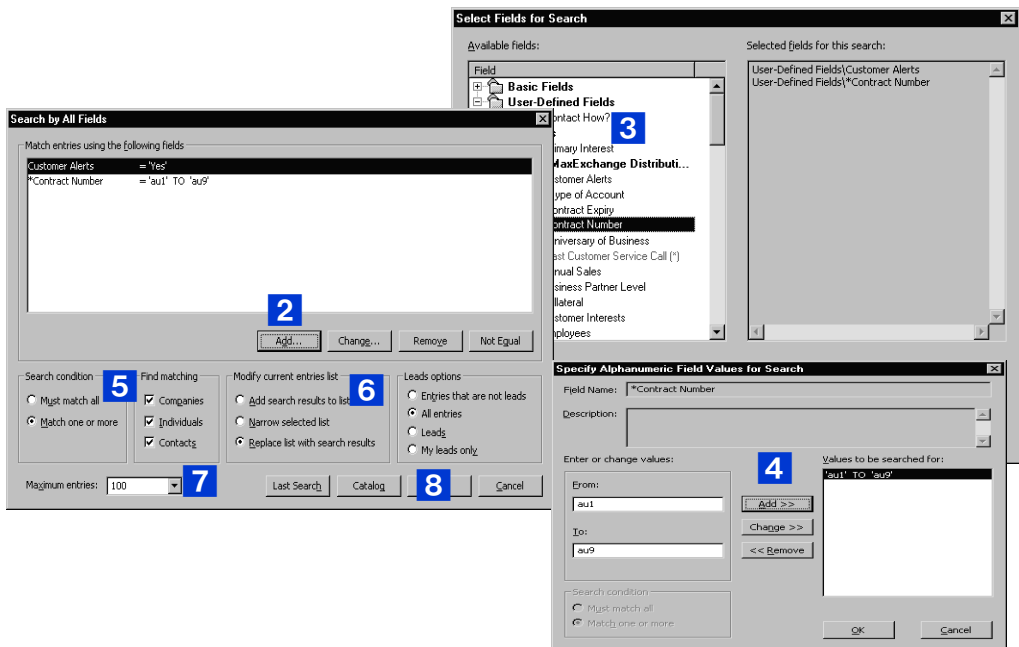 Select Fields for Search
Available fields:
Selected fields for this search:
Field
Basic Fields
User-Defined Fields
ontact How?
3
imary Interest
MaxExchange Distributi...
stomer Alerts
ype of Account
ontract Expiry
ontract Number
niversary of Business
ast Customer Service Call (*)
nual Sales
siness Partner Level
llateral
stomer Interests
ployees
User-Defined Fields\Customer Alerts
User-Defined Fields\*Contract Number
Search by All Fields
Match entries using the following fields
Customer Alerts = 'Yes'
*Contract Number = 'au1' TO 'au9'
2
Add... Change... Remove Not Equal
Search condition
5
Must match all
Match one or more
Find matching
Companies
Individuals
Contacts
Modify current entries list
6
Add search results to list
Narrow selected list
Replace list with search results
Leads options
Entries that are not leads
All entries
Leads
My leads only
Maximum entries: 100
7
Last Search Catalog 8 Cancel
Specify Alphanumeric Field Values for Search
Field Name: *Contract Number
Description:
Enter or change values:
4
Values to be searched for:
From:
au1
To:
au9
Add >>
Change >>
<< Remove
'au1' TO 'au9'
Search condition
Must match all
Match one or more
OK Cancel